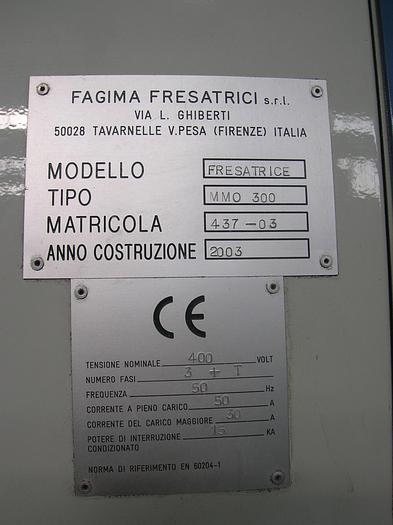 FAGIMA FRESATRICI s.r.l.
VIA L. GHIBERTI
50028 TAVARNELLE V.PESA (FIRENZE) ITALIA
MODELLO FRESATRICE
TIPO MMO 300
MATRICOLA 437-03
ANNO COSTRUZIONE 2003
CE
TENSIONE NOMINALE 400 VOLT
NUMERO FASI 3 + T
FREQUENZA 50 Hz
CORRENTE A PIENO CARICO 50 A
CORRENTE DEL CARICO MAGGIORE 30 A
POTERE DI INTERRUZIONE 15 KA
CONDIZIONATO
NORMA DI RIFERIMENTO EN 60204-1